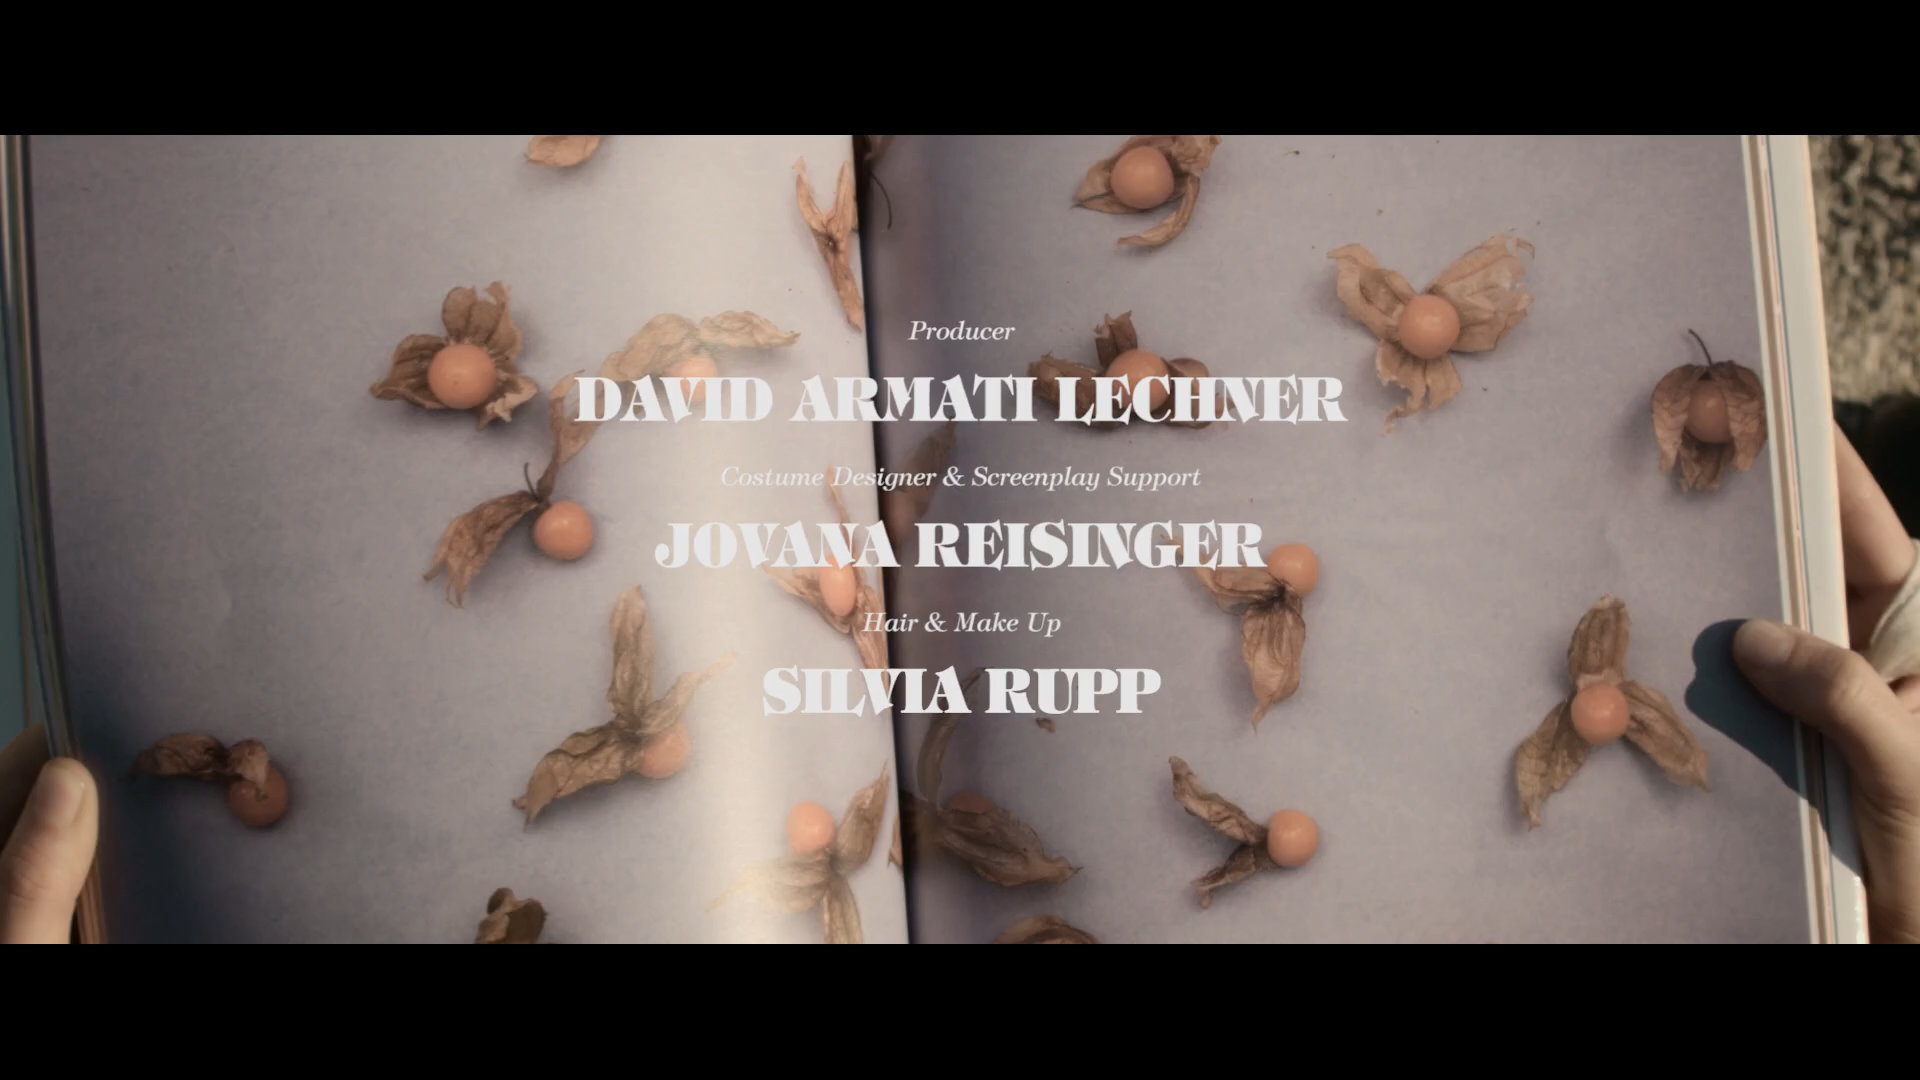 Producer
DAVID ARMATI LECHNER
Costume Designer & Screenplay Support
JOVANA REISINGER
Hair & Make Up
SILVIA RUPP